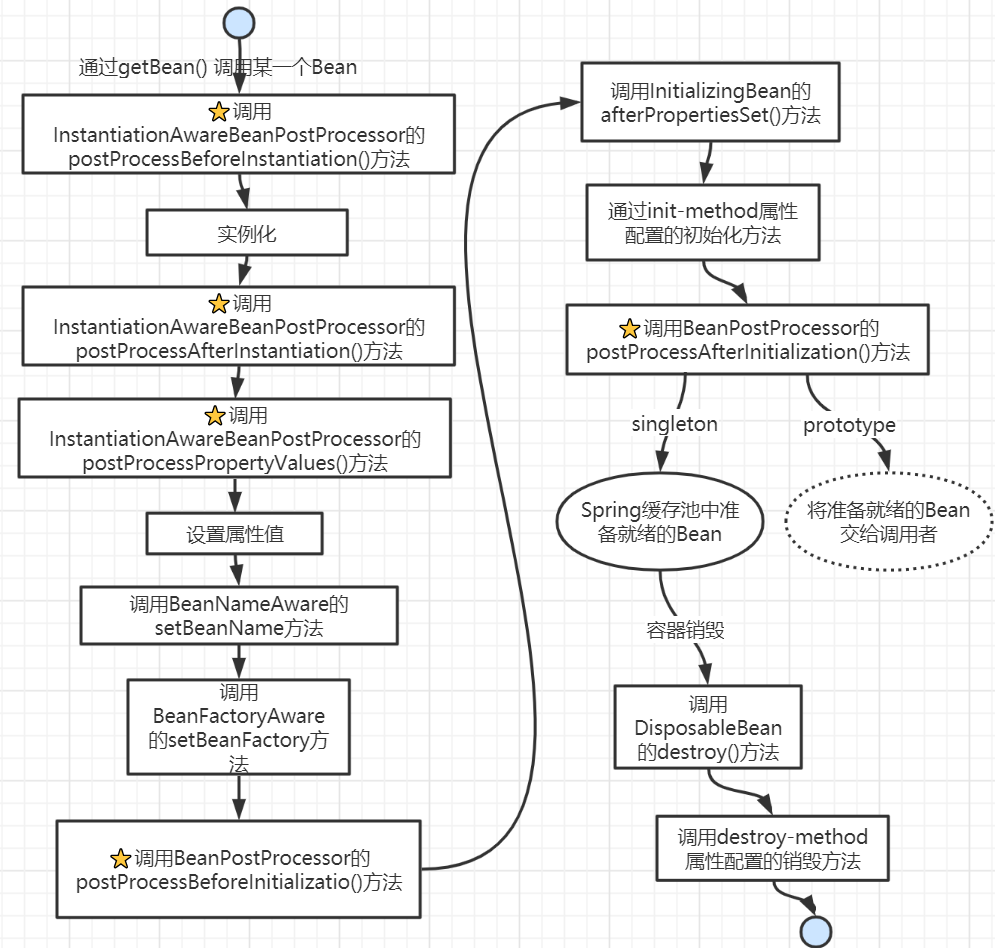 通过getBean() 调用某一个Bean
⭐调用
InstantiationAwareBeanPostProcessor的
postProcessBeforeInstantiation()方法
实例化
⭐调用
InstantiationAwareBeanPostProcessor的
postProcessAfterInstantiation()方法
⭐调用
InstantiationAwareBeanPostProcessor的
postProcessPropertyValues()方法
设置属性值
调用BeanNameAware的
setBeanName方法
调用
BeanFactoryAware
的setBeanFactory方
法
⭐调用BeanPostProcessor的
postProcessBeforeInitializatio()方法
调用InitializingBean的
afterPropertiesSet()方法
通过init-method属性
配置的初始化方法
⭐调用BeanPostProcessor的
postProcessAfterInitialization()方法
singleton
prototype
Spring缓存池中准
备就绪的Bean
将准备就绪的Bean
交给调用者
容器销毁
调用
DisposableBean
的destroy()方法
调用destroy-method
属性配置的销毁方法